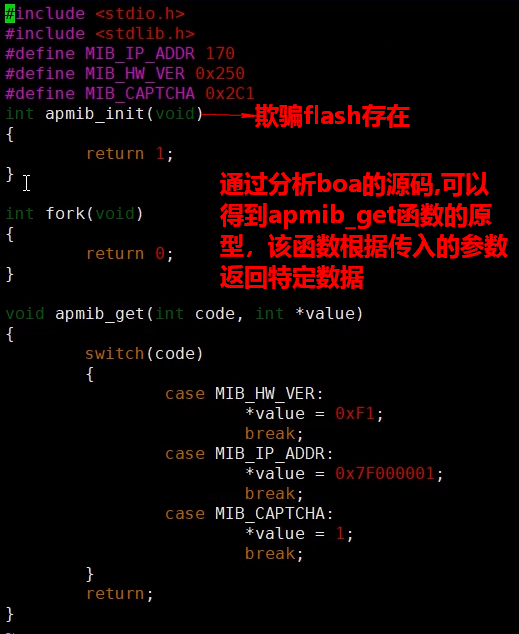 #include <stdio.h>
#include <stdlib.h>
#define MIB_IP_ADDR 170
#define MIB_HW_VER 0x250
#define MIB_CAPTCHA 0x2C1
int apmib_init(void)
欺骗flash存在
{
        return 1;
}
通过分析boa的源码,可以
得到apmib_get函数的原
型，该函数根据传入的参数
返回特定数据
int fork(void)
{
        return 0;
}
void apmib_get(int code, int *value)
{
        switch(code)
        {
                case MIB_HW_VER:
                        *value = 0xF1;
                        break;
                case MIB_IP_ADDR:
                        *value = 0x7F000001;
                        break;
                case MIB_CAPTCHA:
                        *value = 1;
                        break;
        }
        return;
}
~